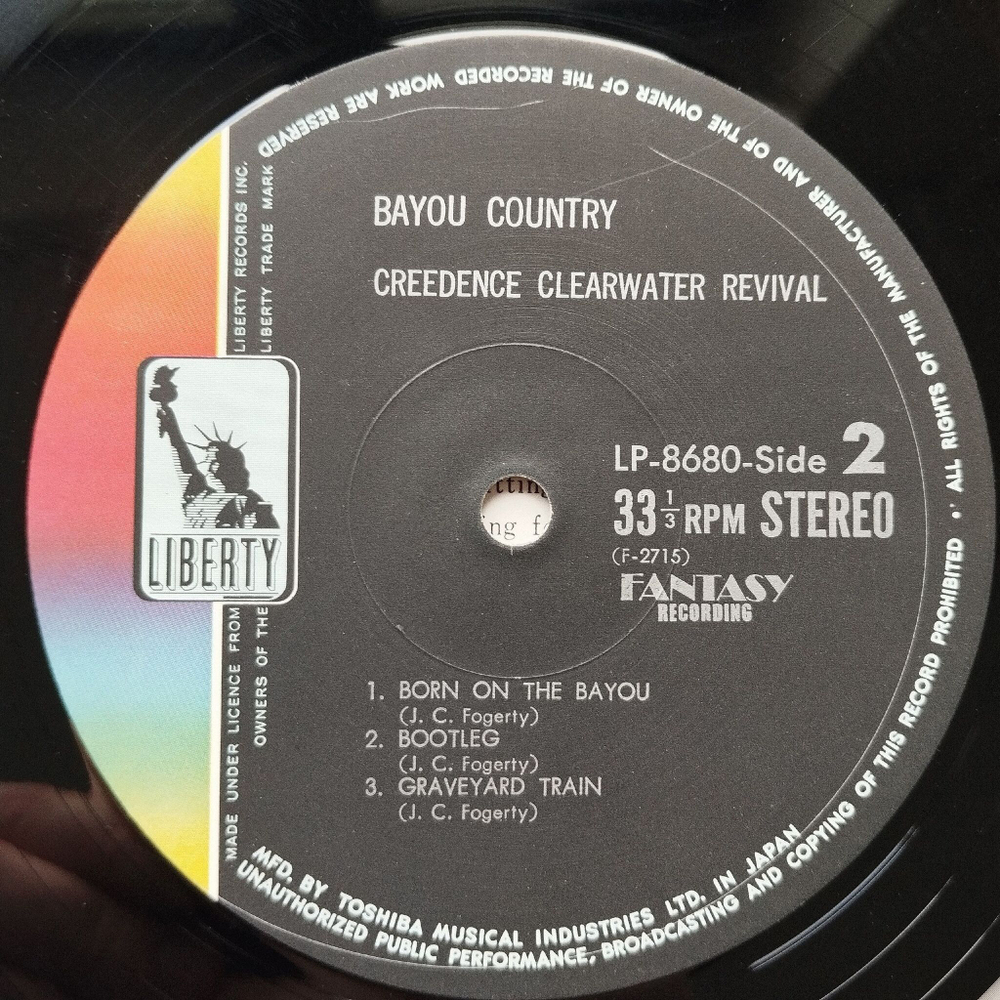 BAYOU COUNTRY
CREEDENCE CLEARWATER REVIVAL
LP-8680-Side 2
33 1/3 RPM STEREO
(F-2715)
FANTASY
RECORDING
LIBERTY
1. BORN ON THE BAYOU
(J. C. Fogerty)
2. BOOTLEG
(J. C. Fogerty)
3. GRAVEYARD TRAIN
(J. C. Fogerty)
MADE UNDER LICENCE FROM LIBERTY RECORDS INC.
OWNERS OF THE LIBERTY TRADE MARK
MFD. BY TOSHIBA MUSICAL INDUSTRIES LTD. IN JAPAN
UNAUTHORIZED PUBLIC PERFORMANCE, BROADCASTING AND COPYING OF THIS RECORD PROHIBITED • ALL RIGHTS OF THE MANUFACTURER AND OF THE OWNER OF THE RECORDED WORK ARE RESERVED
ing f